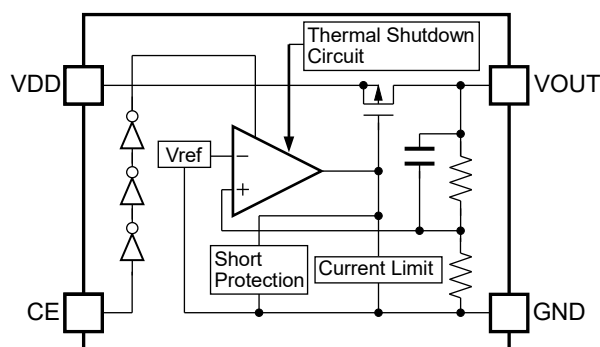 Thermal Shutdown
Circuit
VDD
VOUT
Vref
−
+
Short
Protection
Current Limit
CE
GND